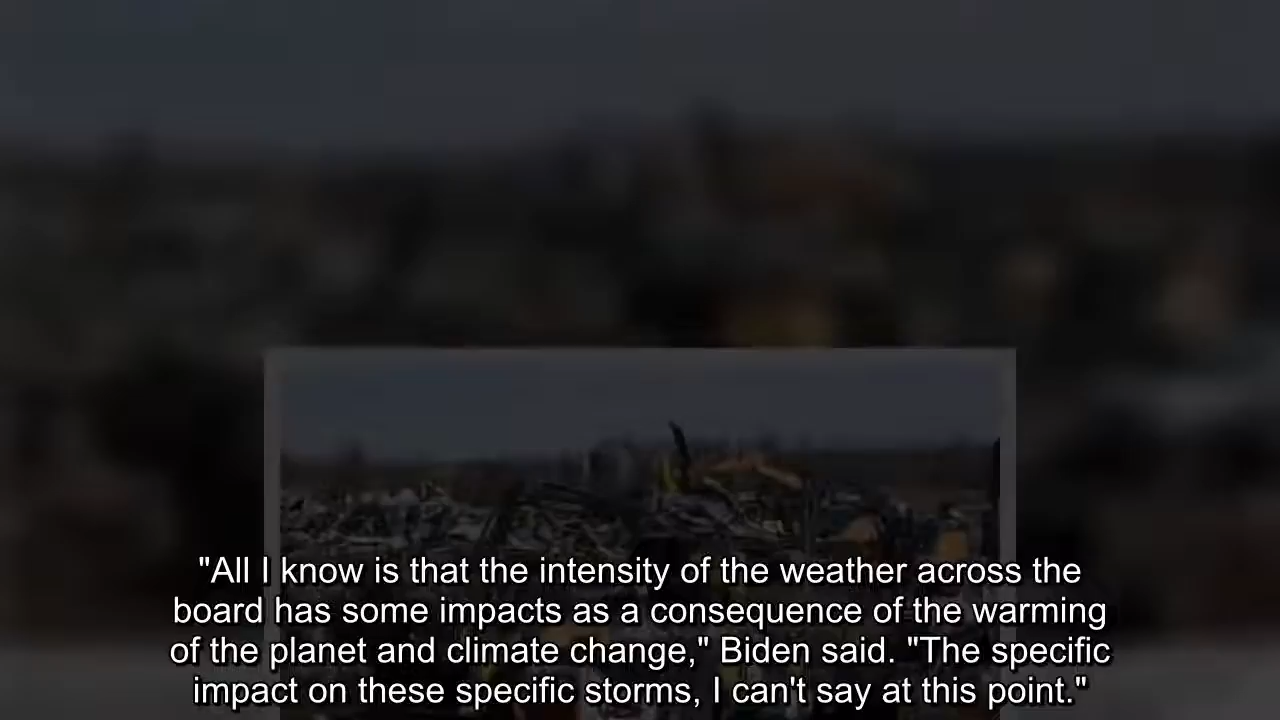 "All I know is that the intensity of the weather across the
board has some impacts as a consequence of the warming
of the planet and climate change," Biden said. "The specific
impact on these specific storms, I can't say at this point."